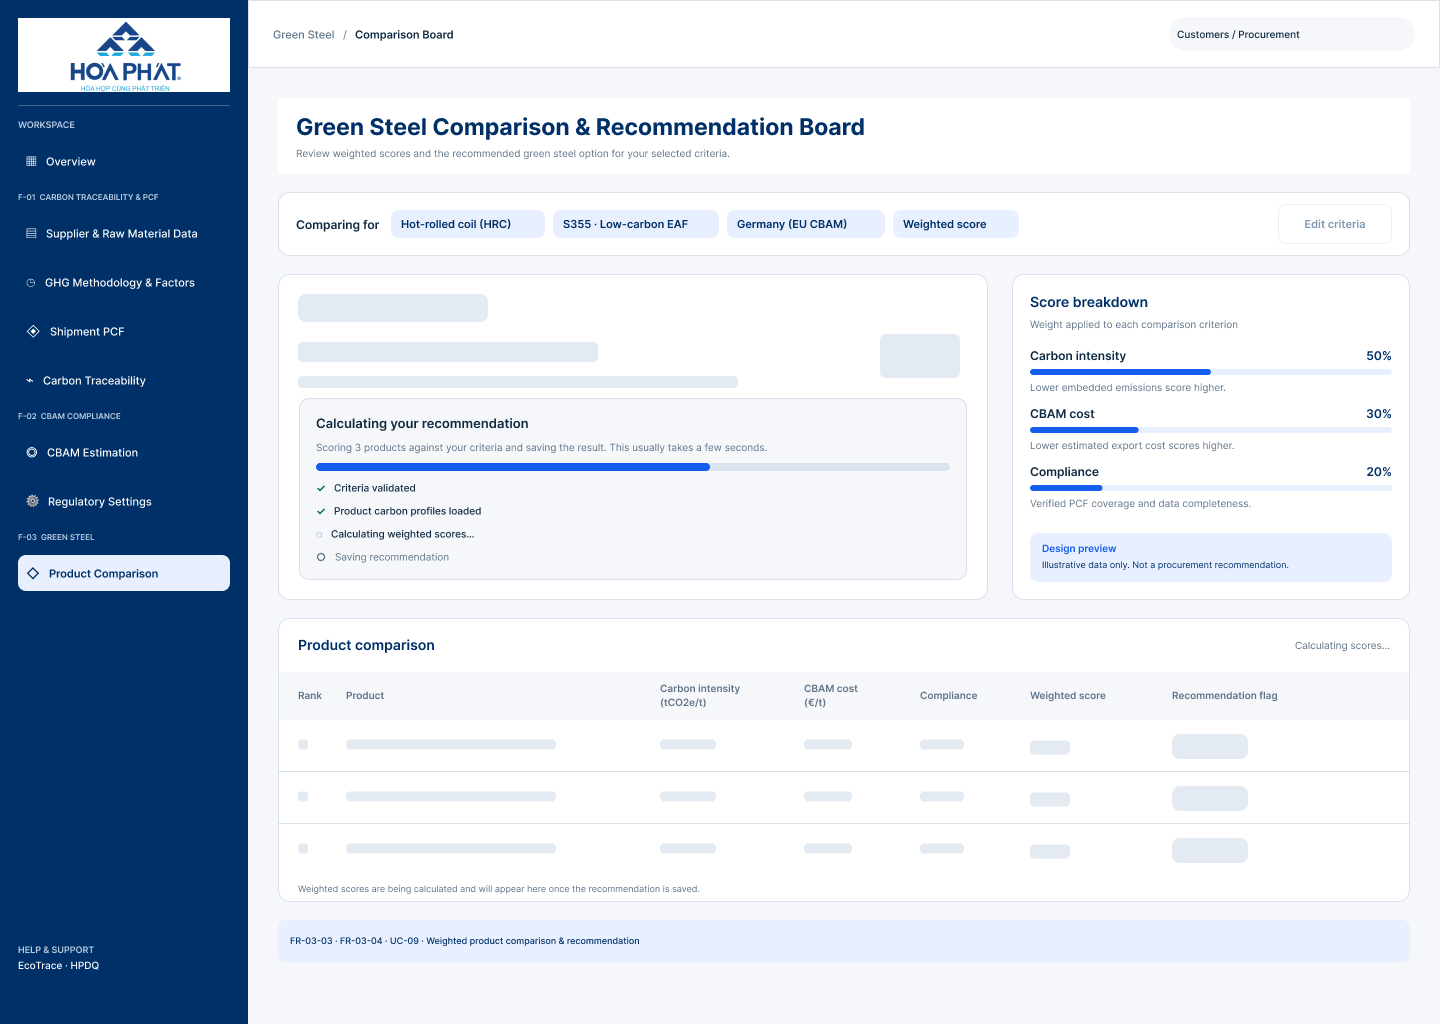 HÒA PHÁT
HÒA HỢP CÙNG PHÁT TRIỂN
WORKSPACE
Overview
F-01 CARBON TRACEABILITY & PCF
Supplier & Raw Material Data
GHG Methodology & Factors
Shipment PCF
Carbon Traceability
F-02 CBAM COMPLIANCE
CBAM Estimation
Regulatory Settings
F-03 GREEN STEEL
Product Comparison
HELP & SUPPORT
EcoTrace · HPDQ
Green Steel / Comparison Board
Customers / Procurement
Green Steel Comparison & Recommendation Board
Review weighted scores and the recommended green steel option for your selected criteria.
Comparing for
Hot-rolled coil (HRC)
S355 · Low-carbon EAF
Germany (EU CBAM)
Weighted score
Edit criteria
Calculating your recommendation
Scoring 3 products against your criteria and saving the result. This usually takes a few seconds.
Criteria validated
Product carbon profiles loaded
Calculating weighted scores...
Saving recommendation
Score breakdown
Weight applied to each comparison criterion
Carbon intensity 50%
Lower embedded emissions score higher.
CBAM cost 30%
Lower estimated export cost scores higher.
Compliance 20%
Verified PCF coverage and data completeness.
Design preview
Illustrative data only. Not a procurement recommendation.
Product comparison
Calculating scores...
Rank
Product
Carbon intensity
(tCO2e/t)
CBAM cost
(€/t)
Compliance
Weighted score
Recommendation flag
Weighted scores are being calculated and will appear here once the recommendation is saved.
FR-03-03 · FR-03-04 · UC-09 · Weighted product comparison & recommendation